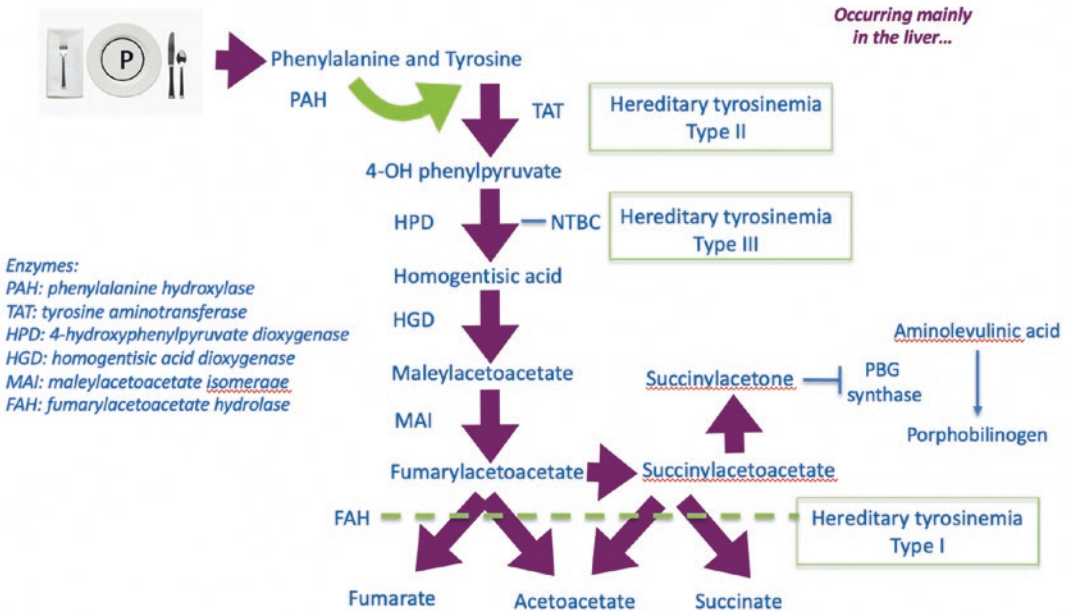 Occurring mainly
in the liver...
P
Phenylalanine and Tyrosine
PAH
TAT
Hereditary tyrosinemia
Type II
4-OH phenylpyruvate
HPD
NTBC
Hereditary tyrosinemia
Type III
Homogentisic acid
Enzymes:
PAH: phenylalanine hydroxylase
TAT: tyrosine aminotransferase
HPD: 4-hydroxyphenylpyruvate dioxygenase
HGD: homogentisic acid dioxygenase
MAI: maleylacetoacetate isomeraae
FAH: fumarylacetoacetate hydrolase
HGD
Maleylacetoacetate
MAI
Aminolevulinic acid
Succinylacetone
PBG
synthase
Porphobilinogen
Fumarylacetoacetate
Succinylacetoacetate
FAH
Hereditary tyrosinemia
Type I
Fumarate
Acetoacetate
Succinate